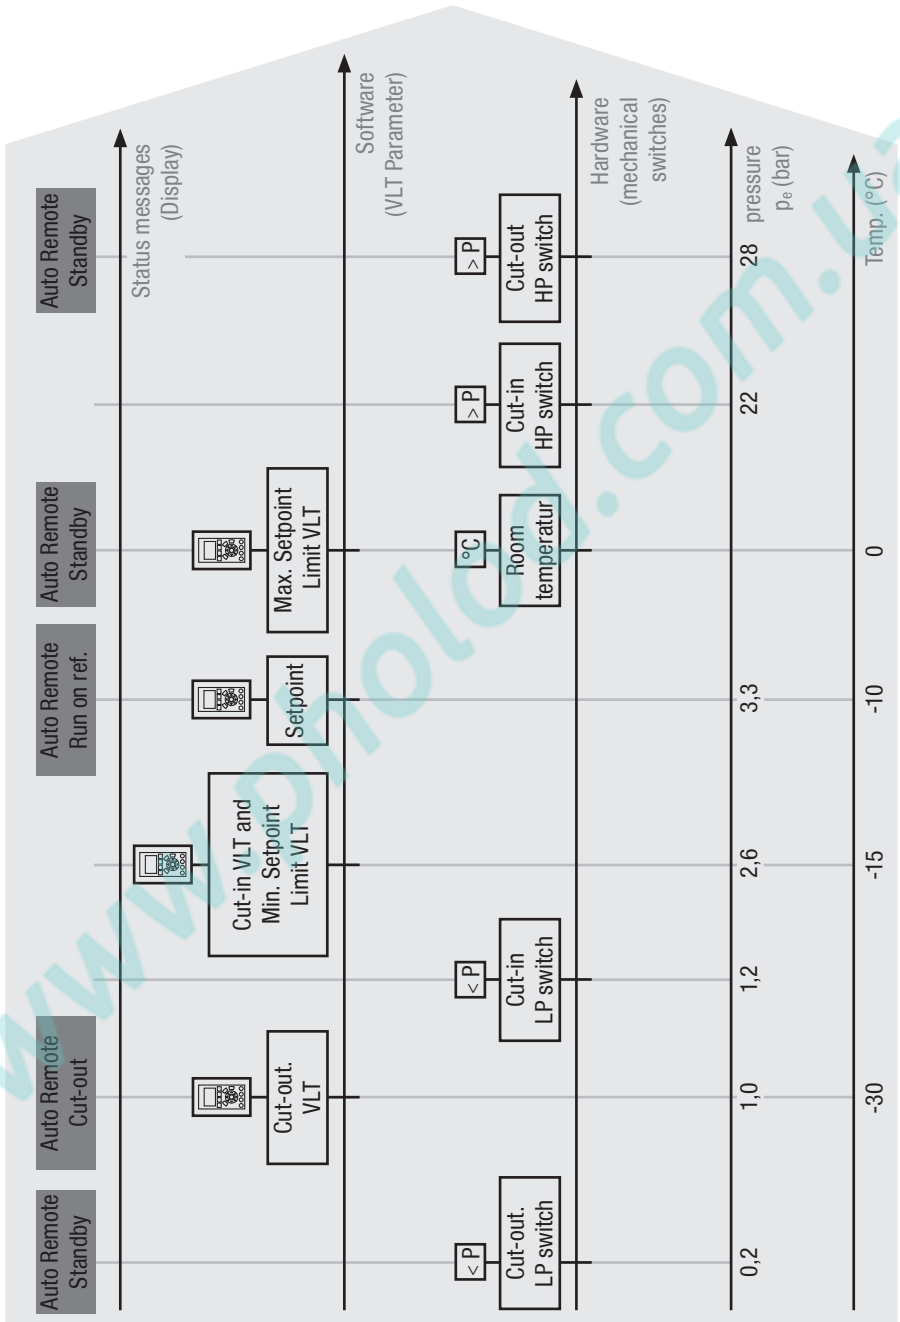 Auto Remote
Standby
Auto Remote
Cut-out
Auto Remote
Run on ref.
Auto Remote
Standby
Auto Remote
Standby
Status messages
(Display)
Cut-out.
VLT
Cut-in VLT and
Min. Setpoint
Limit VLT
Setpoint
Max. Setpoint
Limit VLT
Software
(VLT Parameter)
< P
Cut-out.
LP switch
< P
Cut-in
LP switch
°C
Room
temperatur
> P
Cut-in
HP switch
> P
Cut-out
HP switch
Hardware
(mechanical
switches)
0,2
1,0
1,2
2,6
3,3
22
28
pressure
pe (bar)
-30
-15
-10
0
Temp. (°C)
www.pholod.com.ua